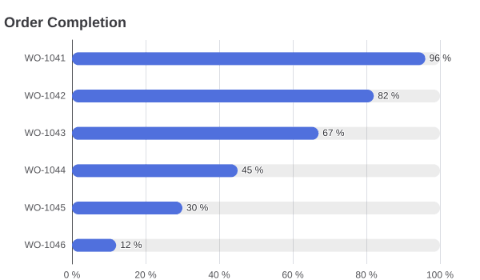 Order Completion
WO-1041 96 %
WO-1042 82 %
WO-1043 67 %
WO-1044 45 %
WO-1045 30 %
WO-1046 12 %
0 % 20 % 40 % 60 % 80 % 100 %